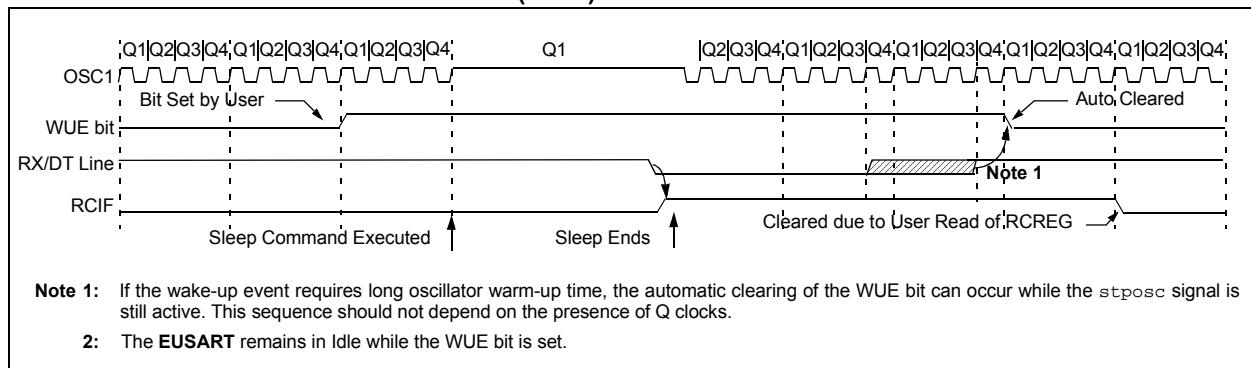 Q1|Q2|Q3|Q4|Q1|Q2|Q3|Q4|Q1|Q2|Q3|Q4 Q1 |Q2|Q3|Q4|Q1|Q2|Q3|Q4|Q1|Q2|Q3|Q4|Q1|Q2|Q3|Q4|Q1|Q2|Q3|Q4
OSC1
Bit Set by User Auto Cleared
WUE bit
RX/DT Line
Note 1
RCIF
Cleared due to User Read of RCREG
Sleep Command Executed Sleep Ends
Note 1: If the wake-up event requires long oscillator warm-up time, the automatic clearing of the WUE bit can occur while the stposc signal is
still active. This sequence should not depend on the presence of Q clocks.
2: The EUSART remains in Idle while the WUE bit is set.